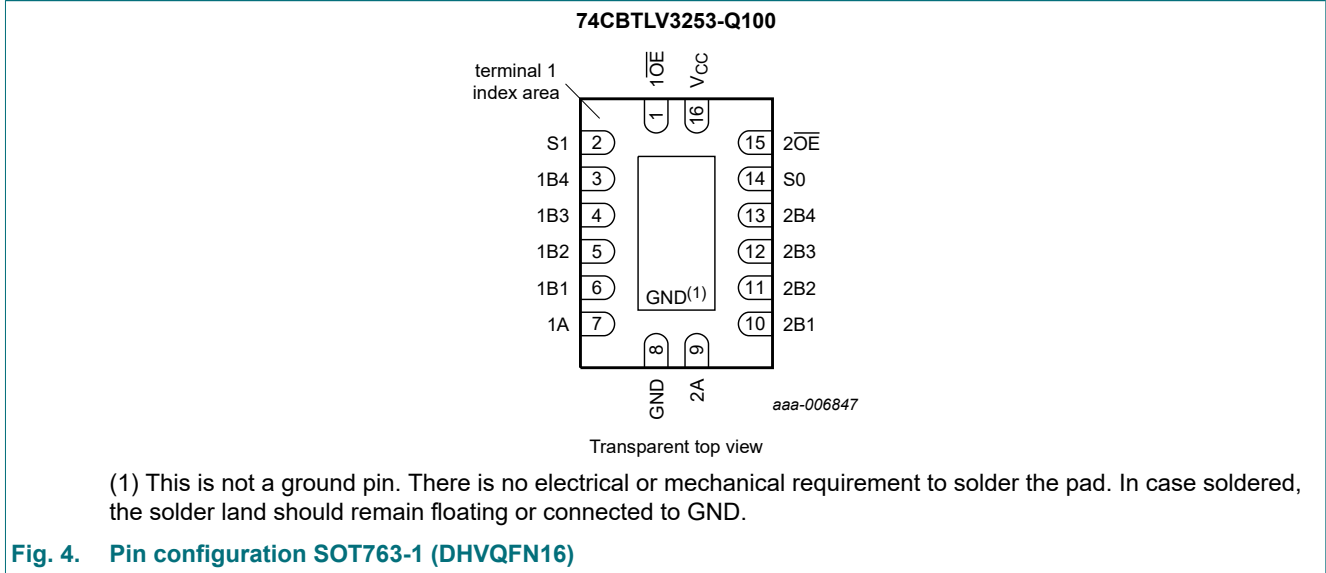 74CBTLV3253-Q100
terminal 1
index area
1O̅E̅
VCC
1
16
S1 2
15 2O̅E̅
1B4 3
14 S0
1B3 4
13 2B4
1B2 5
12 2B3
1B1 6
11 2B2
GND(1)
1A 7
10 2B1
8
9
GND
2A
aaa-006847
Transparent top view
(1) This is not a ground pin. There is no electrical or mechanical requirement to solder the pad. In case soldered,
the solder land should remain floating or connected to GND.
Fig. 4. Pin configuration SOT763-1 (DHVQFN16)